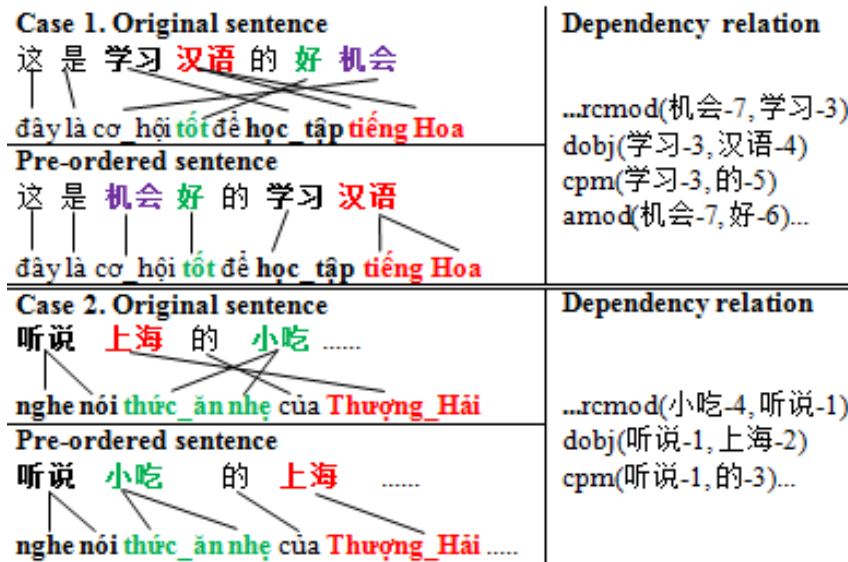 Case 1. Original sentence
这 是 学习 汉语 的 好 机会
đây là cơ_hội tốt để học_tập tiếng Hoa
Pre-ordered sentence
这 是 机会 好 的 学习 汉语
đây là cơ_hội tốt để học_tập tiếng Hoa
Dependency relation
...rcmod(机会-7,学习-3)
dobj(学习-3,汉语-4)
cpm(学习-3,的-5)
amod(机会-7,好-6)...
Case 2. Original sentence
听说 上海 的 小吃 ......
nghe nói thức_ăn nhẹ của Thượng_Hải
Pre-ordered sentence
听说 小吃 的 上海 ......
nghe nói thức_ăn nhẹ của Thượng_Hải .....
Dependency relation
...rcmod(小吃-4,听说-1)
dobj(听说-1,上海-2)
cpm(听说-1,的-3)...